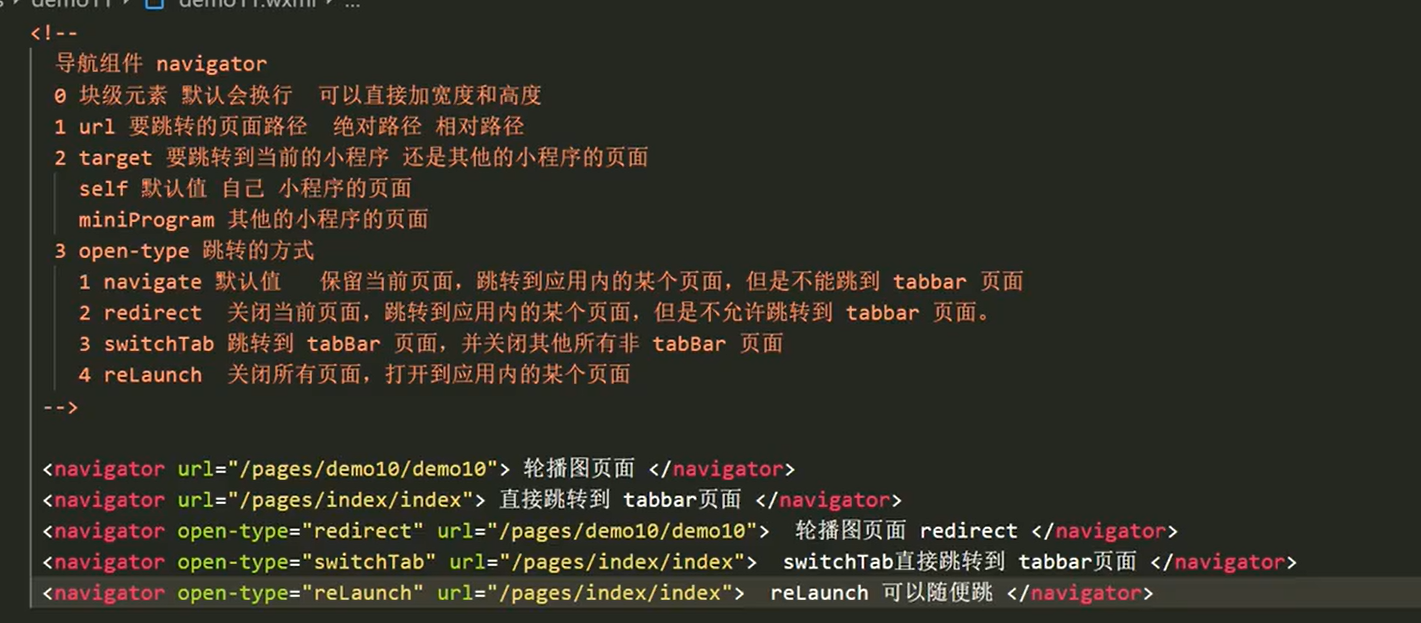 demo11 › demo11.wxml › ...
<!--
导航组件 navigator
0 块级元素 默认会换行  可以直接加宽度和高度
1 url 要跳转的页面路径  绝对路径 相对路径
2 target 要跳转到当前的小程序 还是其他的小程序的页面
self 默认值 自己 小程序的页面
miniProgram 其他的小程序的页面
3 open-type 跳转的方式
1 navigate 默认值   保留当前页面，跳转到应用内的某个页面，但是不能跳到 tabbar 页面
2 redirect  关闭当前页面，跳转到应用内的某个页面，但是不允许跳转到 tabbar 页面。
3 switchTab 跳转到 tabBar 页面，并关闭其他所有非 tabBar 页面
4 reLaunch  关闭所有页面，打开到应用内的某个页面
-->
<navigator url="/pages/demo10/demo10"> 轮播图页面 </navigator>
<navigator url="/pages/index/index"> 直接跳转到 tabbar页面 </navigator>
<navigator open-type="redirect" url="/pages/demo10/demo10">  轮播图页面 redirect </navigator>
<navigator open-type="switchTab" url="/pages/index/index">  switchTab直接跳转到 tabbar页面 </navigator>
<navigator open-type="reLaunch" url="/pages/index/index">  reLaunch 可以随便跳 </navigator>